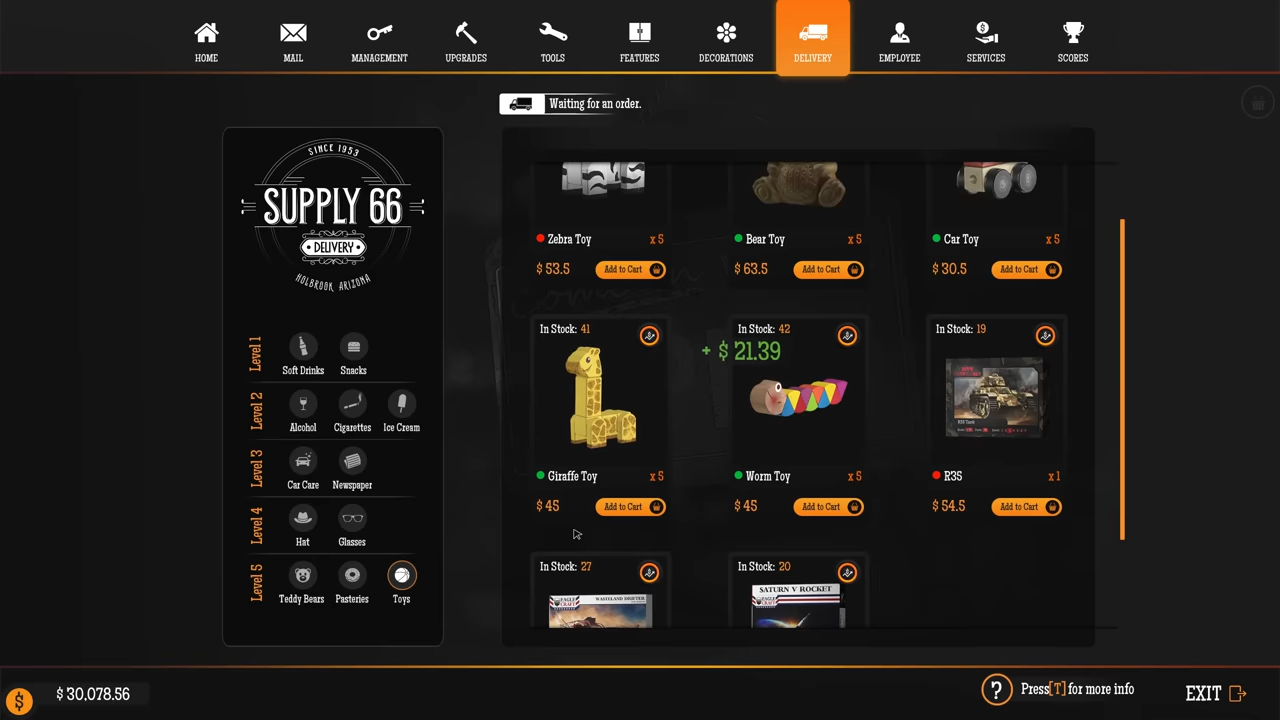 HOME
MAIL
MANAGEMENT
UPGRADES
TOOLS
FEATURES
DECORATIONS
DELIVERY
EMPLOYEE
SERVICES
SCORES
Waiting for an order.
SINCE 1953
SUPPLY 66
DELIVERY
HOLBROOK, ARIZONA
Level 1
Soft Drinks
Snacks
Level 2
Alcohol
Cigarettes
Ice Cream
Level 3
Car Care
Newspaper
Level 4
Hat
Glasses
Level 5
Teddy Bears
Pasteries
Toys
Zebra Toy x 5
$ 53.5 Add to Cart
Bear Toy x 5
$ 63.5 Add to Cart
Car Toy x 5
$ 30.5 Add to Cart
In Stock: 41
Giraffe Toy x 5
$ 45 Add to Cart
In Stock: 42
+ $ 21.39
Worm Toy x 5
$ 45 Add to Cart
In Stock: 19
R35 x 1
$ 54.5 Add to Cart
In Stock: 27
EAGLE CRAFT WASTELAND DRIFTER
In Stock: 20
SATURN V ROCKET
EAGLE CRAFT
$ $ 30,078.56
? Press[T] for more info
EXIT